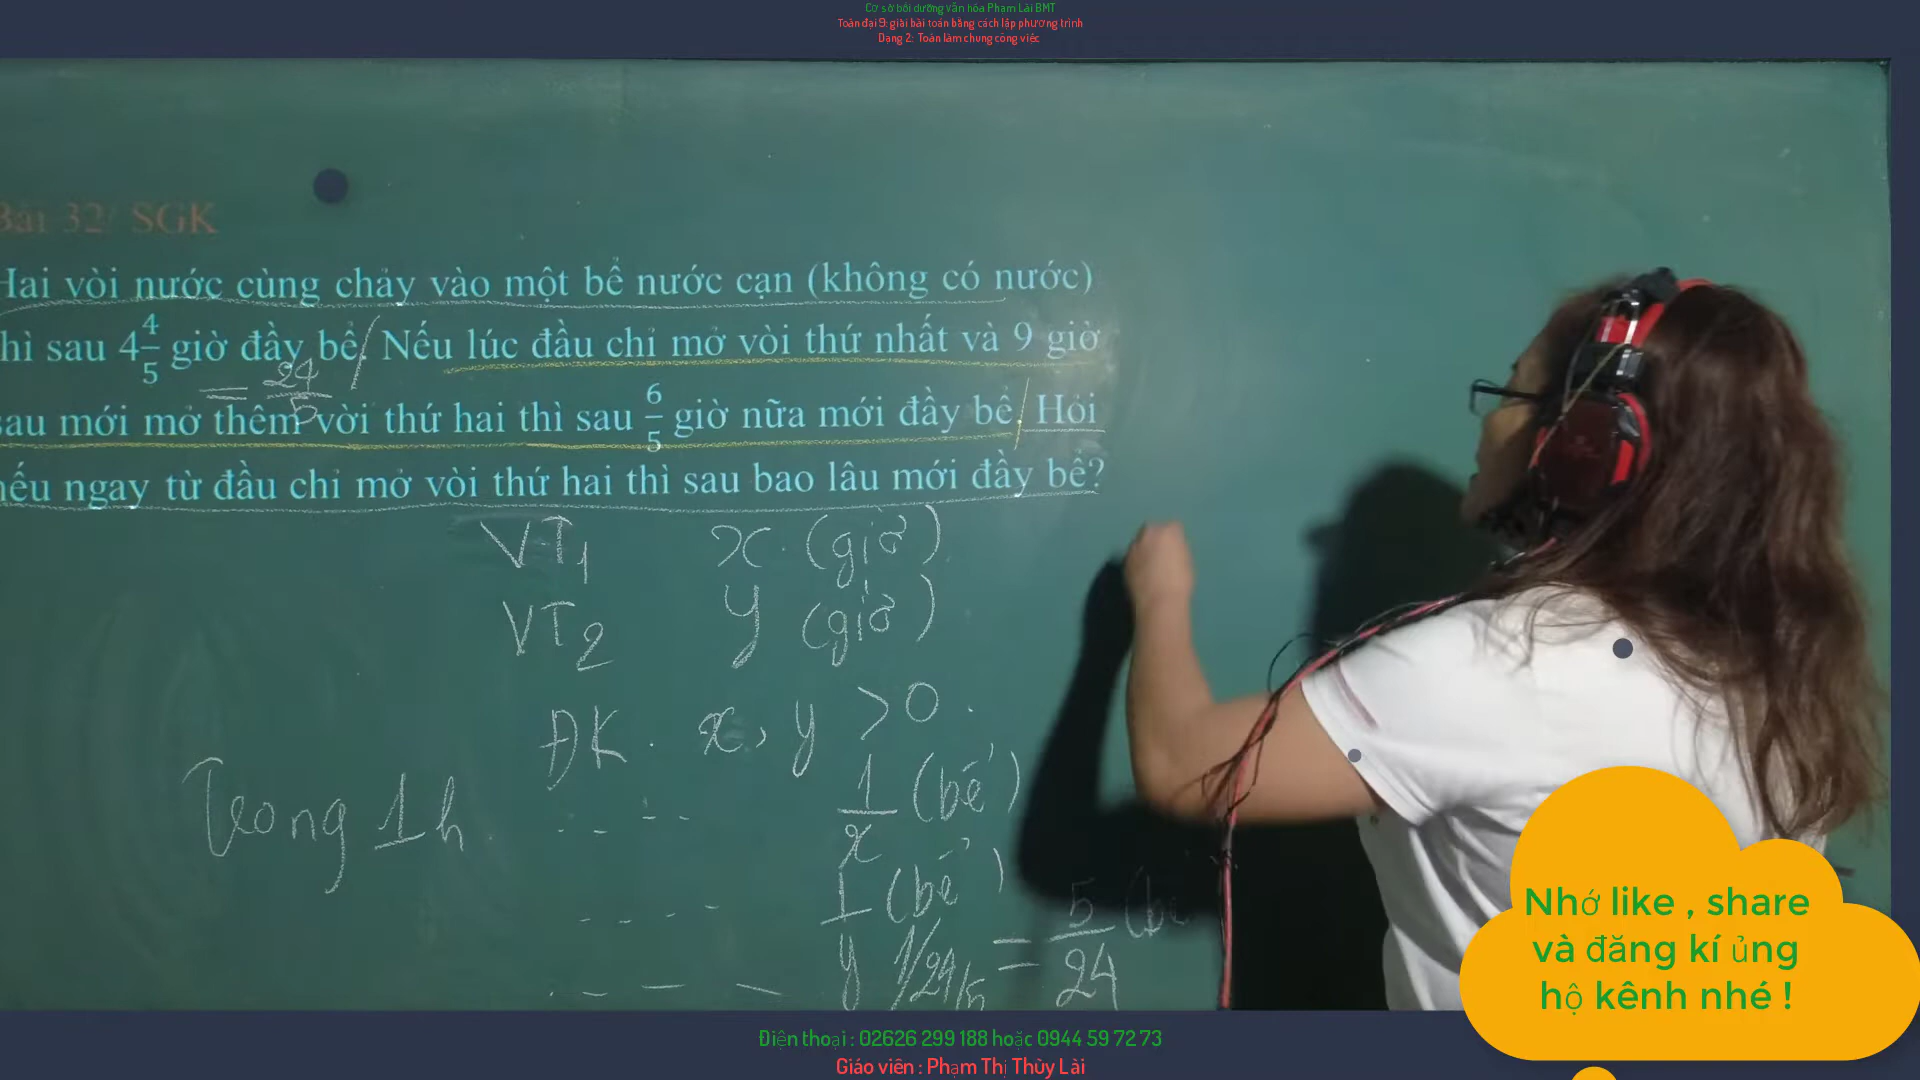 Cơ sở bồi dưỡng văn hóa Phạm Lài BMT
Toán đại 9: giải bài toán bằng cách lập phương trình
Dạng 2: Toán làm chung công việc
Bài 32/ SGK
Hai vòi nước cùng chảy vào một bể nước cạn (không có nước)
hì sau 4 4/5 giờ đầy bể. Nếu lúc đầu chỉ mở vòi thứ nhất và 9 giờ
= 24/5
sau mới mở thêm vời thứ hai thì sau 6/5 giờ nữa mới đầy bể. Hỏi
nếu ngay từ đầu chỉ mở vòi thứ hai thì sau bao lâu mới đầy bể?
VT1 x (giờ)
VT2 y (giờ)
ĐK. x, y > 0.
Trong 1h - - - - 1/x (bể)
- - - - 1/y (bể)
- - - 1/24/5 = 5/24 (bể
Nhớ like , share
và đăng kí ủng
hộ kênh nhé !
Điện thoại : 02626 299 188 hoặc 0944 59 72 73
Giáo viên : Phạm Thị Thùy Lài